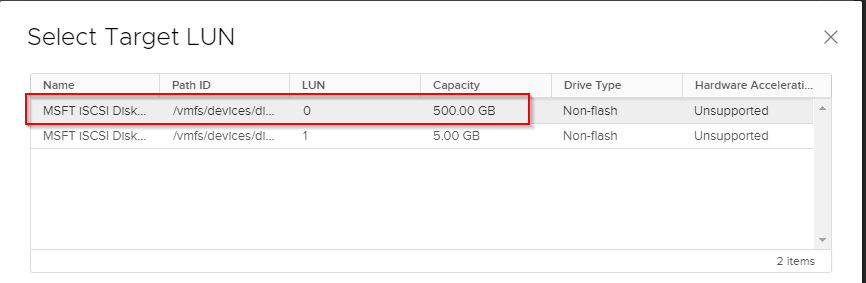 Select Target LUN
Name Path ID LUN Capacity Drive Type Hardware Accelerati...
MSFT iSCSI Disk... /vmfs/devices/di... 0 500.00 GB Non-flash Unsupported
MSFT iSCSI Disk... /vmfs/devices/di... 1 5.00 GB Non-flash Unsupported
2 items